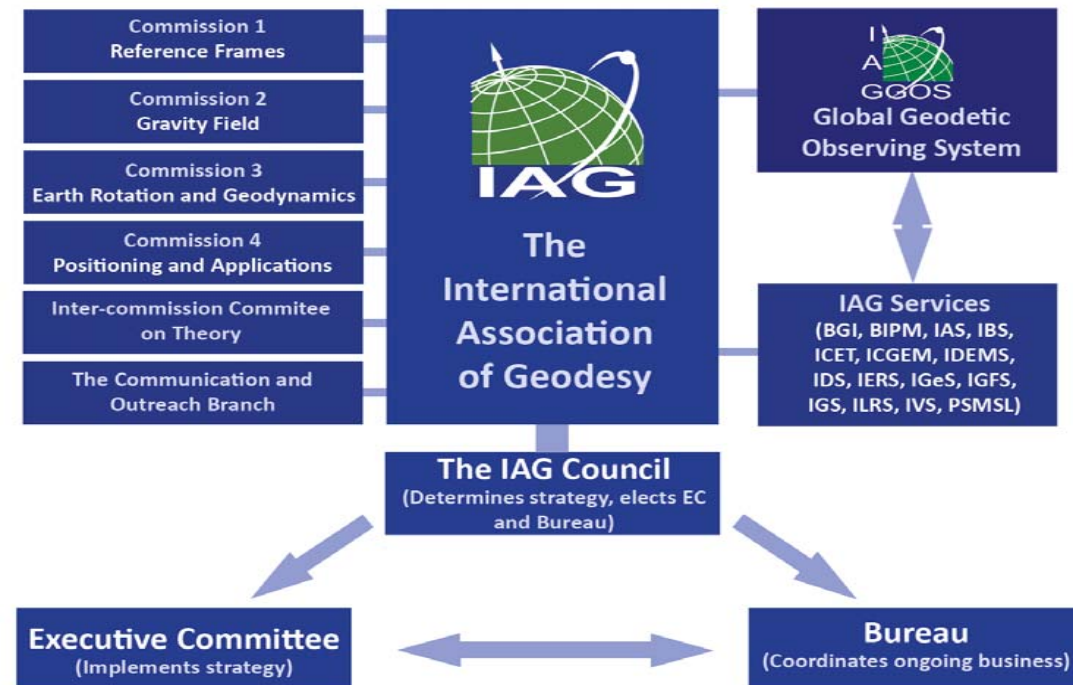 Commission 1
Reference Frames
Commission 2
Gravity Field
Commission 3
Earth Rotation and Geodynamics
Commission 4
Positioning and Applications
Inter-commission Commitee
on Theory
The Communication and
Outreach Branch
IAG
The
International
Association
of Geodesy
I
A
GGOS
Global Geodetic
Observing System
IAG Services
(BGI, BIPM, IAS, IBS,
ICET, ICGEM, IDEMS,
IDS, IERS, IGeS, IGFS,
IGS, ILRS, IVS, PSMSL)
The IAG Council
(Determines strategy, elects EC
and Bureau)
Executive Committee
(Implements strategy)
Bureau
(Coordinates ongoing business)